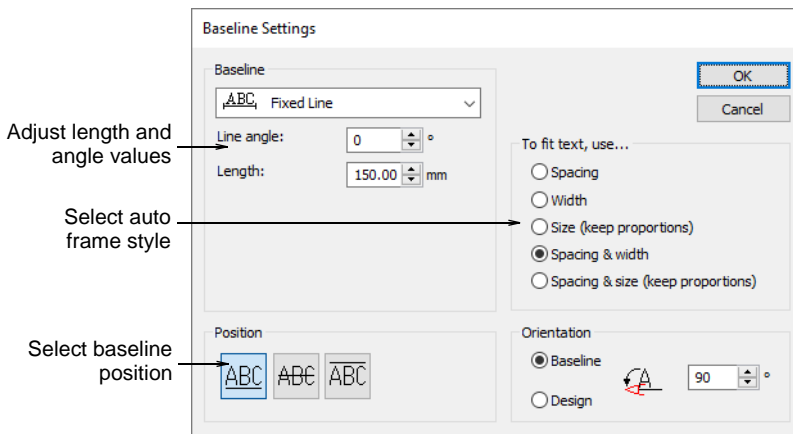 Baseline Settings
Baseline
ABC Fixed Line
OK
Cancel
Adjust length and
angle values
Line angle: 0 °
Length: 150.00 mm
To fit text, use...
Spacing
Width
Size (keep proportions)
Spacing & width
Spacing & size (keep proportions)
Select auto
frame style
Position
ABC ABC ABC
Select baseline
position
Orientation
Baseline
A 90 °
Design